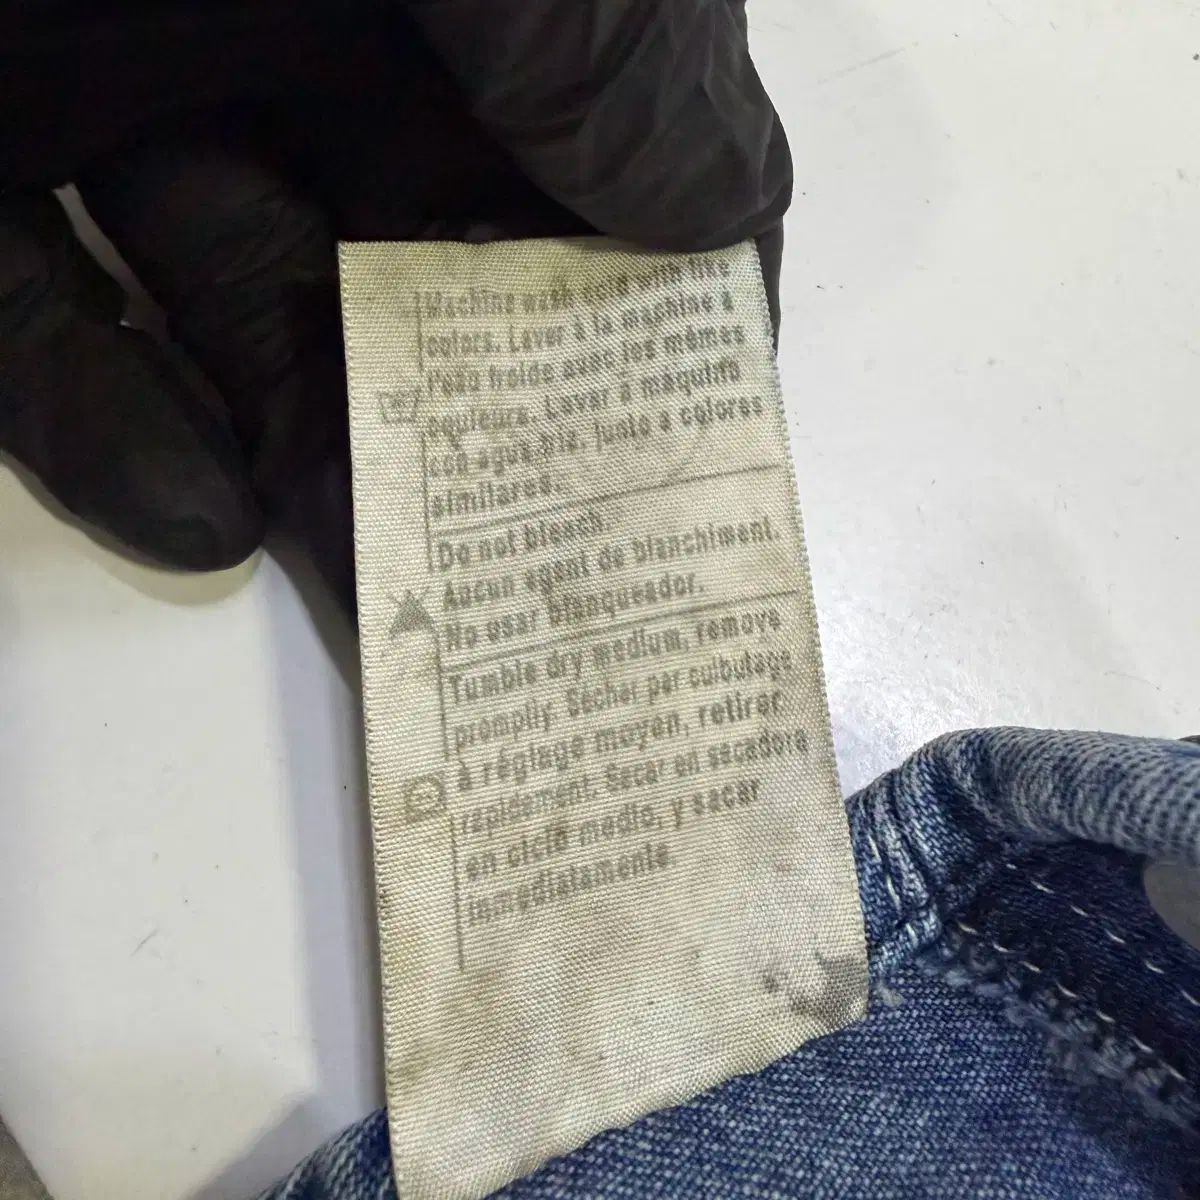 Machine wash cold with like
colors. Laver à la machine à
l'eau froide avec les mêmes
couleurs. Lavar à maquina
con agua fria, junto a colores
similares.
Do not bleach.
Aucun agent de blanchiment.
No usar blanqueador.
Tumble dry medium, remove
promptly. Sécher par culbutage
à réglage moyen, retirer
rapidement. Secar en secadora
en ciclo medio, y sacar
inmediatamente.